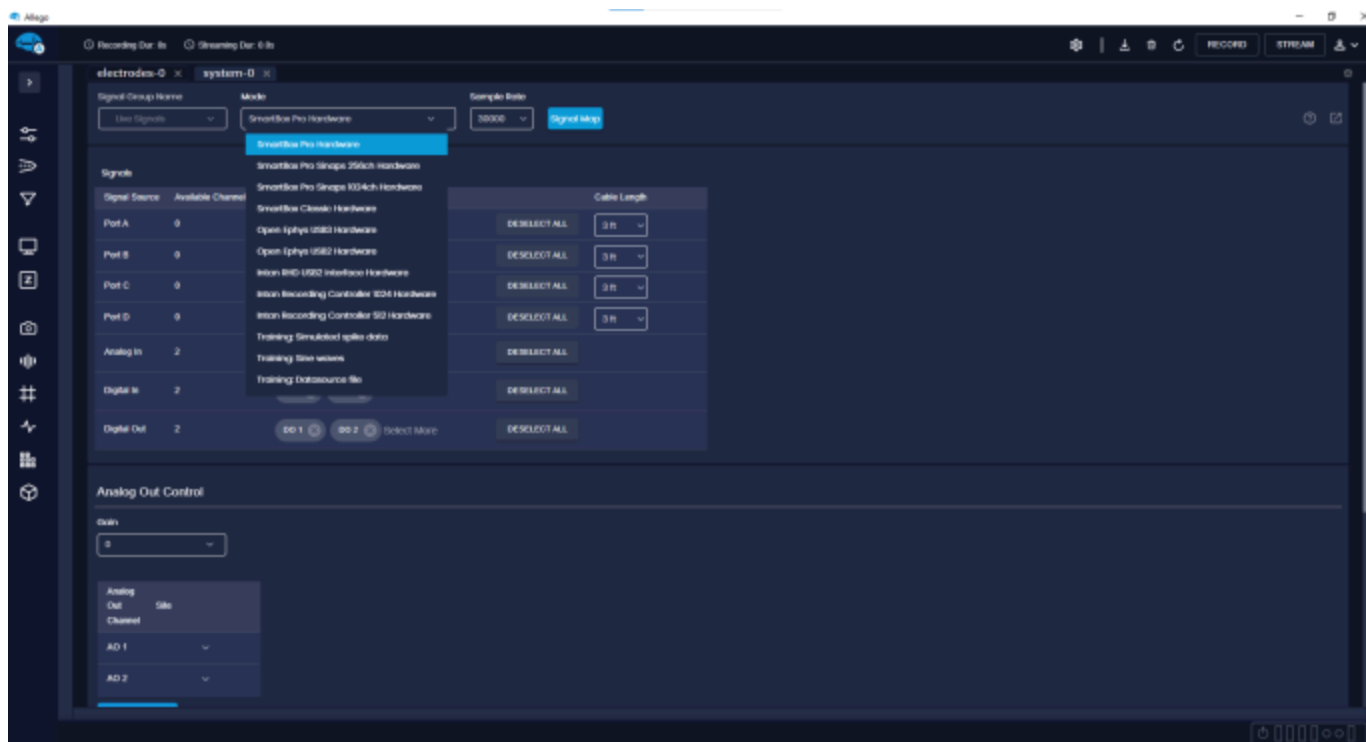 Allego
Recording Dur: 0s Streaming Dur: 0.0s
RECORD STREAM
electrodes-0 × system-0 ×
Signal Group Name Mode Sample Rate
Live Signals SmartBox Pro Hardware 30000 Signal Map
SmartBox Pro Hardware
SmartBox Pro Sinaps 256ch Hardware
SmartBox Pro Sinaps 1024ch Hardware
SmartBox Classic Hardware
Open Ephys USB3 Hardware
Open Ephys USB2 Hardware
Intan RHD USB2 Interface Hardware
Intan Recording Controller 1024 Hardware
Intan Recording Controller 512 Hardware
Training: Simulated spike data
Training: Sine waves
Training: Datasource file
Signals
Signal Source Available Channel Cable Length
Port A 0 DESELECT ALL 3 ft
Port B 0 DESELECT ALL 3 ft
Port C 0 DESELECT ALL 3 ft
Port D 0 DESELECT ALL 3 ft
Analog In 2 DESELECT ALL
Digital In 2 DESELECT ALL
Digital Out 2 DO 1 DO 2 Select More DESELECT ALL
Analog Out Control
Gain
0
Analog
Out Site
Channel
AO 1
AO 2